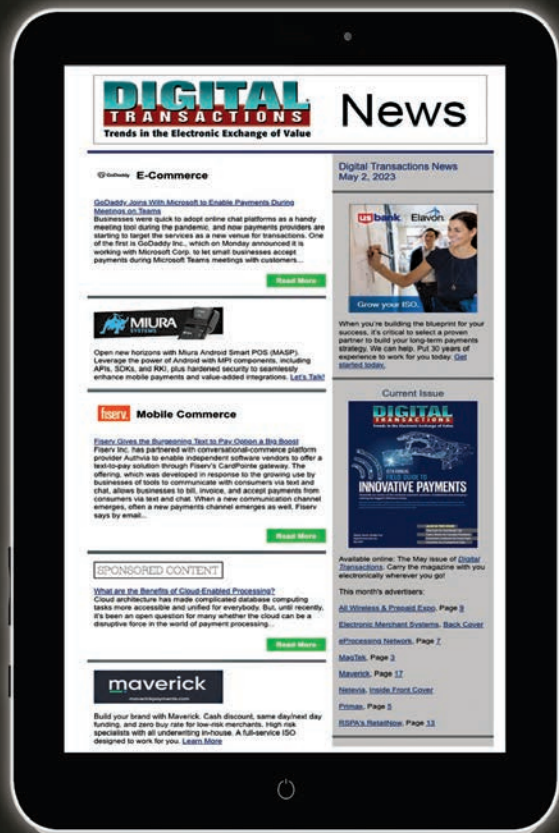 DIGITAL
TRANSACTIONS
Trends in the Electronic Exchange of Value
News
GoDaddy
E-Commerce
GoDaddy Joins With Microsoft to Enable Payments During
Meetings on Teams
Businesses were quick to adopt online chat platforms as a handy
meeting tool during the pandemic, and now payments providers are
starting to target the services as a new venue for transactions. One
of the first is GoDaddy Inc., which on Monday announced it is
working with Microsoft Corp. to let small businesses accept
payments during Microsoft Teams meetings with customers...
Read More
MIURA
SYSTEMS
Open new horizons with Miura Android Smart POS (MASP).
Leverage the power of Android with MPI components, including
APIs, SDKs, and RKI, plus hardened security to seamlessly
enhance mobile payments and value-added integrations. Let's Talk!
fiserv.
Mobile Commerce
Fiserv Gives the Burgeoning Text to Pay Option a Big Boost
Fiserv Inc. has partnered with conversational-commerce platform
provider Authvia to enable independent software vendors to offer a
text-to-pay solution through Fiserv's CardPointe gateway. The
offering, which was developed in response to the growing use by
businesses of tools to communicate with consumers via text and
chat, allows businesses to bill, invoice, and accept payments from
consumers via text and chat. When a new communication channel
emerges, often a new payments channel emerges as well, Fiserv
says by email...
Read More
SPONSORED CONTENT
What are the Benefits of Cloud-Enabled Processing?
Cloud architecture has made complicated database computing
tasks more accessible and unified for everybody. But, until recently,
it's been an open question for many whether the cloud can be a
disruptive force in the world of payment processing...
Read More
maverick
maverickpayments.com
Build your brand with Maverick. Cash discount, same day/next day
funding, and zero buy rate for low-risk merchants. High risk
specialists with all underwriting in-house. A full-service ISO
designed to work for you. Learn More
Digital Transactions News
May 2, 2023
usbank
Elavon
Grow your ISO.
When you're building the blueprint for your
success, it's critical to select a proven
partner to build your long-term payments
strategy. We can help. Put 30 years of
experience to work for you today. Get
started today.
Current Issue
DIGITAL
TRANSACTIONS
Trends in the Electronic Exchange of Value
FIELD GUIDE TO
INNOVATIVE PAYMENTS
Available online: The May issue of Digital
Transactions. Carry the magazine with you
electronically wherever you go!
This month's advertisers:
All Wireless & Prepaid Expo, Page 9
Electronic Merchant Systems, Back Cover
eProcessing Network, Page 7
MagTek, Page 3
Maverick, Page 17
Netevia, Inside Front Cover
Primax, Page 5
RSPA's RetailNow, Page 13